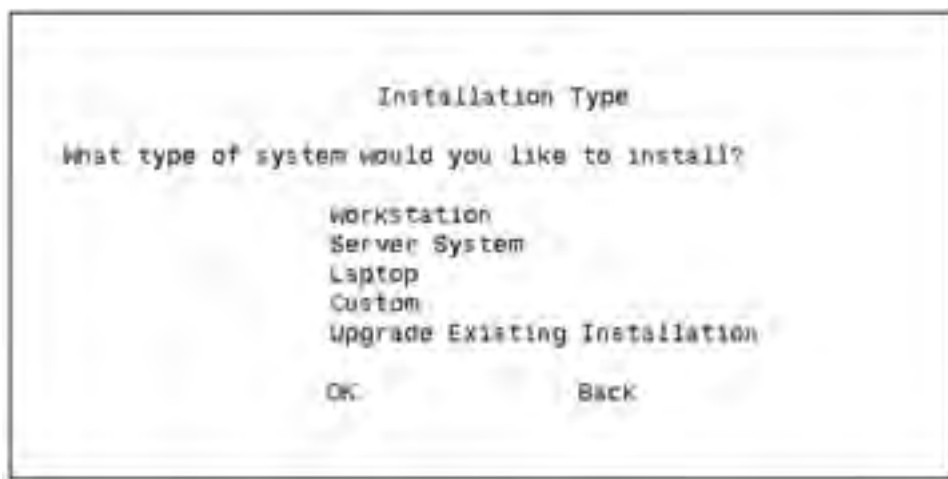 Installation Type
What type of system would you like to install?
Workstation
Server System
Laptop
Custom
Upgrade Existing Installation
OK Back